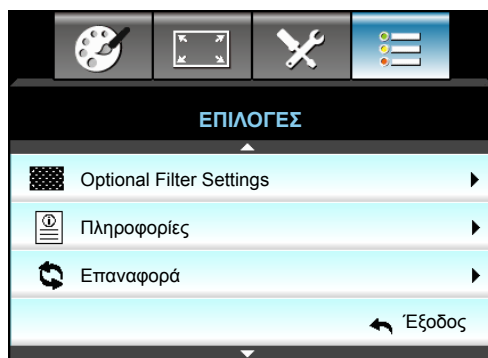 ΕΠΙΛΟΓΕΣ
Optional Filter Settings
Πληροφορίες
Επαναφορά
Έξοδος